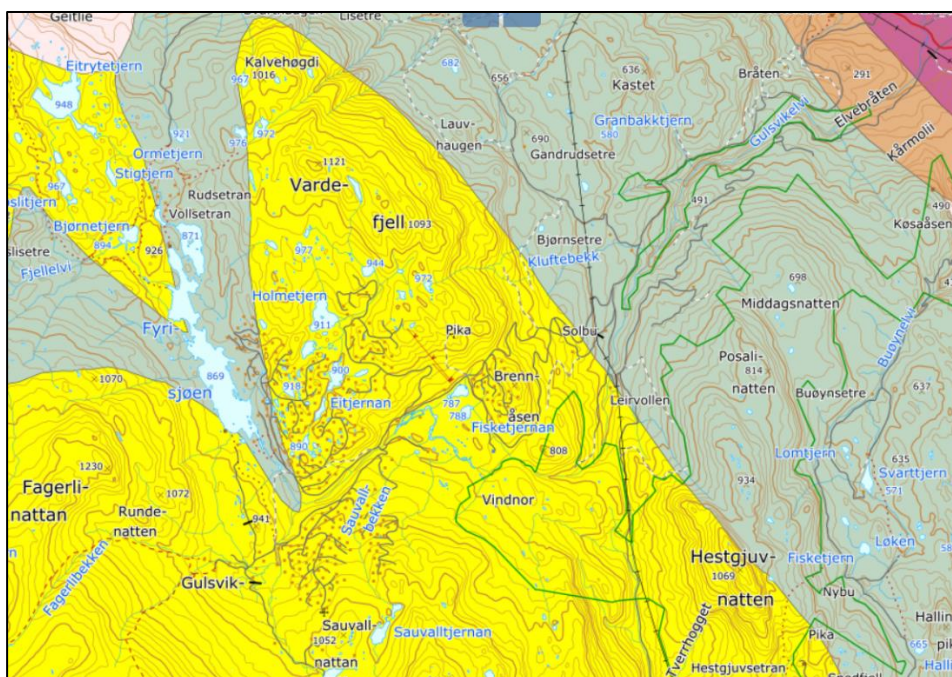 Geitlie
Lisetre
Eitrytetjern
948
Kalvehøgdi
967
1016
682
656
636
Kastet
Bråten
291
Elvebråten
Gulsvikelvi
Kårmolii
921
972
976
Lauv-
haugen
Granbakktjern
580
690
Gandrudsetre
Ormetjern
Stigtjern
967
1121
Varde-
fjell
1093
Rudsetran
Vollsetran
491
490
Køsaåsen
Bjørnetjern
894
926
871
977
944
972
Bjørnsetre
Kluftebekk
698
Middagsnatten
Fjellelvi
Holmetjern
911
Fyri-
sjøen
869
Pika
Solbu
Buøynelvi
Posali-
814
natten
Buøynsetre
637
1070
918
900
Eitjernan
Brenn-
åsen
787
788
Fisketjernan
Leirvollen
890
808
Lomtjern
635
Svarttjern
571
1230
Fagerli-
nattan
1072
Runde-
natten
941
Sauvall-
bekken
Vindnor
934
Løken
Fisketjern
Hestgjuv-
1069
natten
Fagerlibekken
Gulsvik-
Nybu
Sauvall-
1052
nattan
Sauvalltjernan
Tverrhogget
Hestgjuvsetran
Pika
665